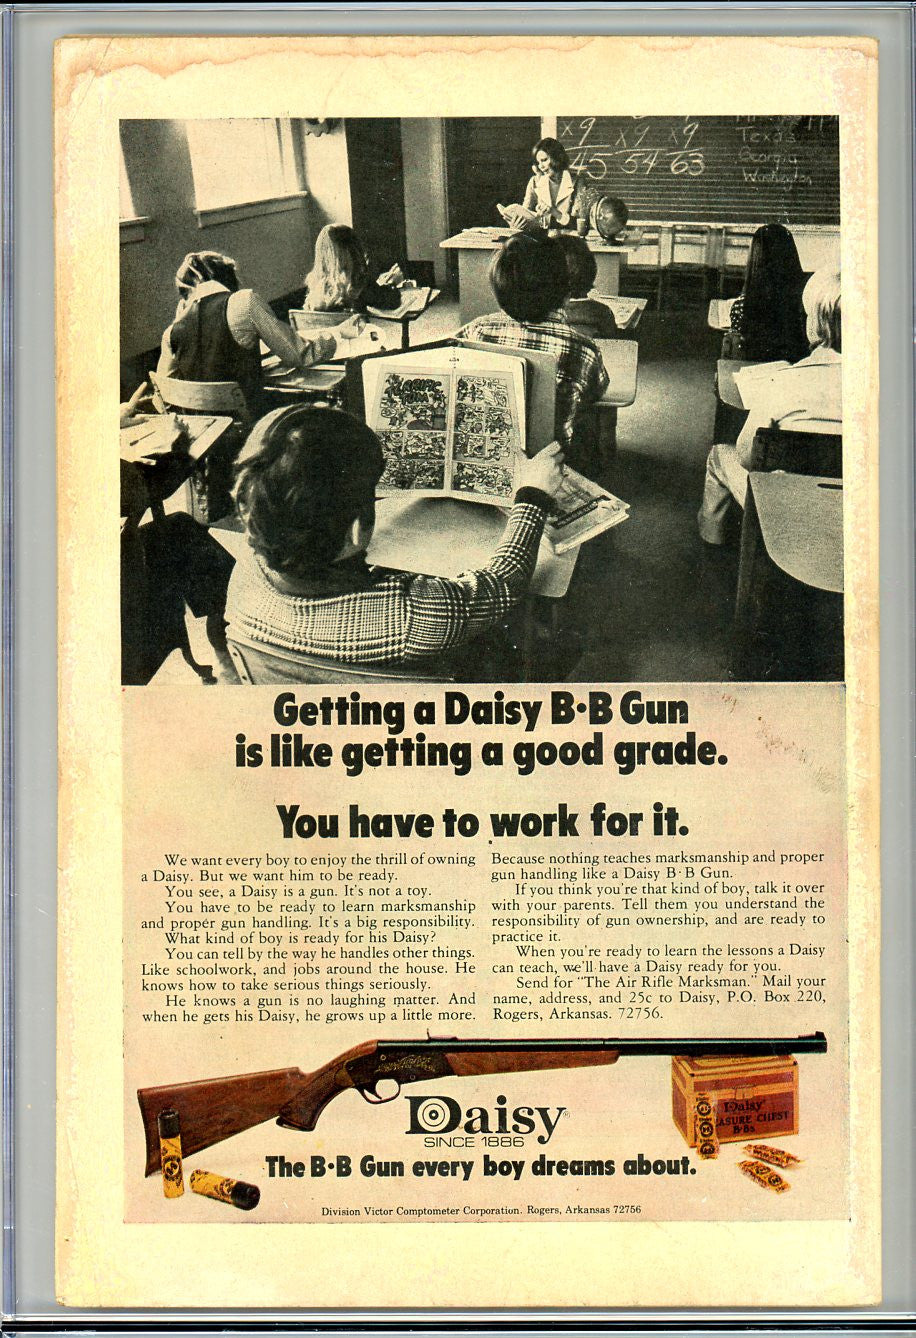 x9 x9 x9
45 54 63
Texas
Georgia
Washington
Getting a Daisy B·B Gun
is like getting a good grade.
You have to work for it.
We want every boy to enjoy the thrill of owning
a Daisy. But we want him to be ready.
You see, a Daisy is a gun. It's not a toy.
You have to be ready to learn marksmanship
and proper gun handling. It's a big responsibility.
What kind of boy is ready for his Daisy?
You can tell by the way he handles other things.
Like schoolwork, and jobs around the house. He
knows how to take serious things seriously.
He knows a gun is no laughing matter. And
when he gets his Daisy, he grows up a little more.
Because nothing teaches marksmanship and proper
gun handling like a Daisy B·B Gun.
If you think you're that kind of boy, talk it over
with your parents. Tell them you understand the
responsibility of gun ownership, and are ready to
practice it.
When you're ready to learn the lessons a Daisy
can teach, we'll have a Daisy ready for you.
Send for "The Air Rifle Marksman." Mail your
name, address, and 25c to Daisy, P.O. Box 220,
Rogers, Arkansas. 72756.
Daisy
ASURE CHEST
B·Bs
Daisy®
SINCE 1886
The B·B Gun every boy dreams about.
Division Victor Comptometer Corporation. Rogers, Arkansas 72756